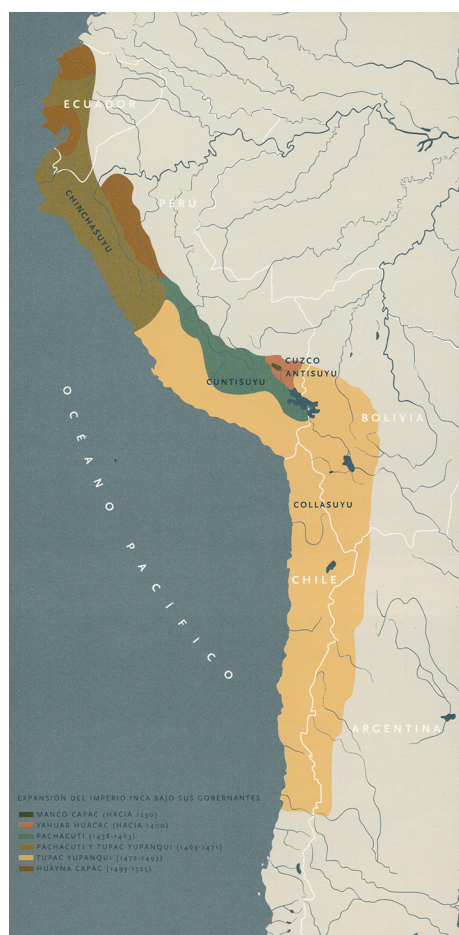 ECUADOR
CHINCHASUYU
PERÚ
CUZCO
ANTISUYU
CUNTISUYU
BOLIVIA
OCÉANO PACÍFICO
COLLASUYU
CHILE
ARGENTINA
EXPANSIÓN DEL IMPERIO INCA BAJO SUS GOBERNANTES
MANCO CAPAC (HACIA 1230)
YAHUAR HUACAC (HACIA 1400)
PACHACUTI (1438-1463)
PACHACUTI Y TUPAC YUPANQUI (1463-1471)
TUPAC YUPANQUI (1472-1493)
HUAYNA CAPAC (1493-1525)